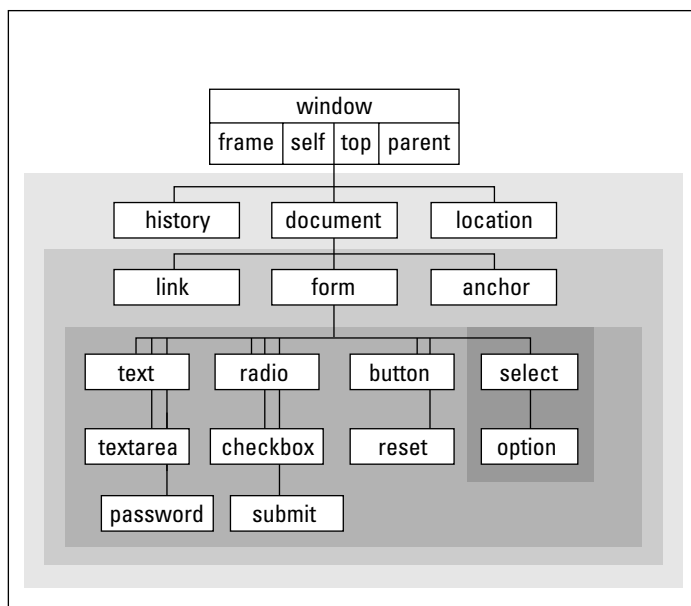 window
frame self top parent
history document location
link form anchor
text radio button select
textarea checkbox reset option
password submit